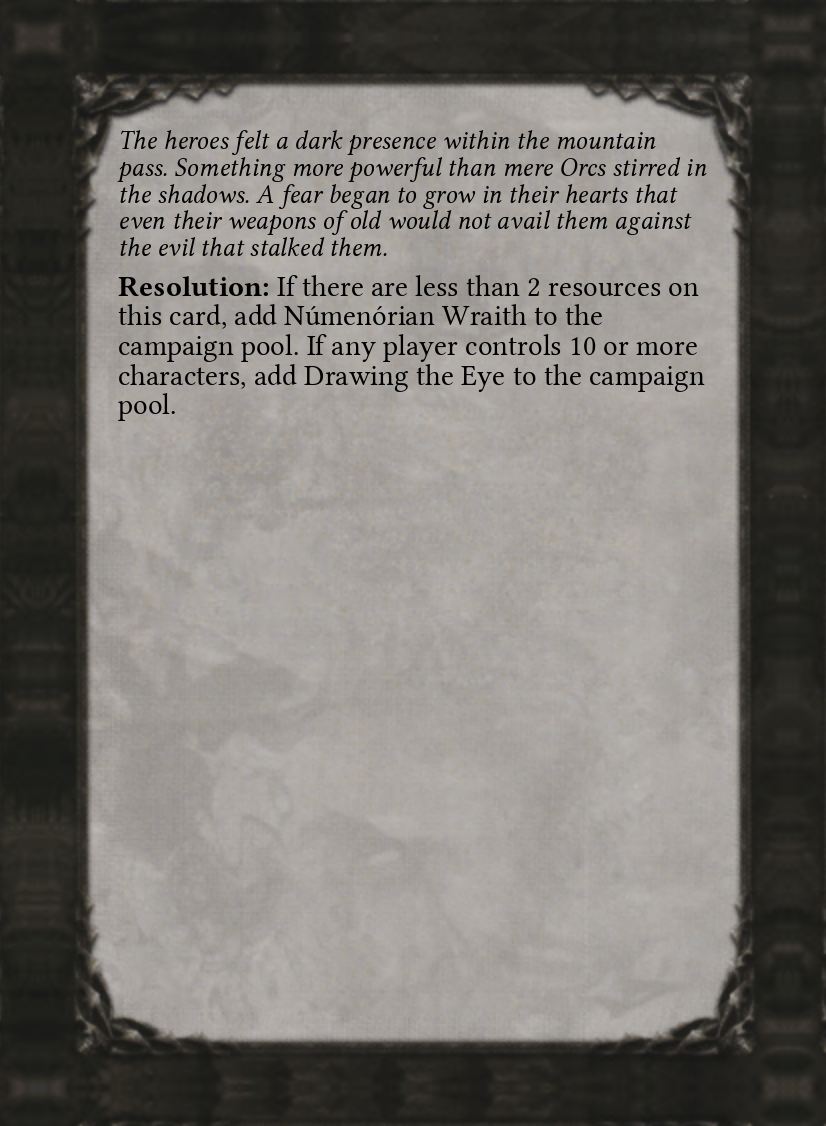 The heroes felt a dark presence within the mountain
pass. Something more powerful than mere Orcs stirred in
the shadows. A fear began to grow in their hearts that
even their weapons of old would not avail them against
the evil that stalked them.
Resolution: If there are less than 2 resources on
this card, add Númenórian Wraith to the
campaign pool. If any player controls 10 or more
characters, add Drawing the Eye to the campaign
pool.